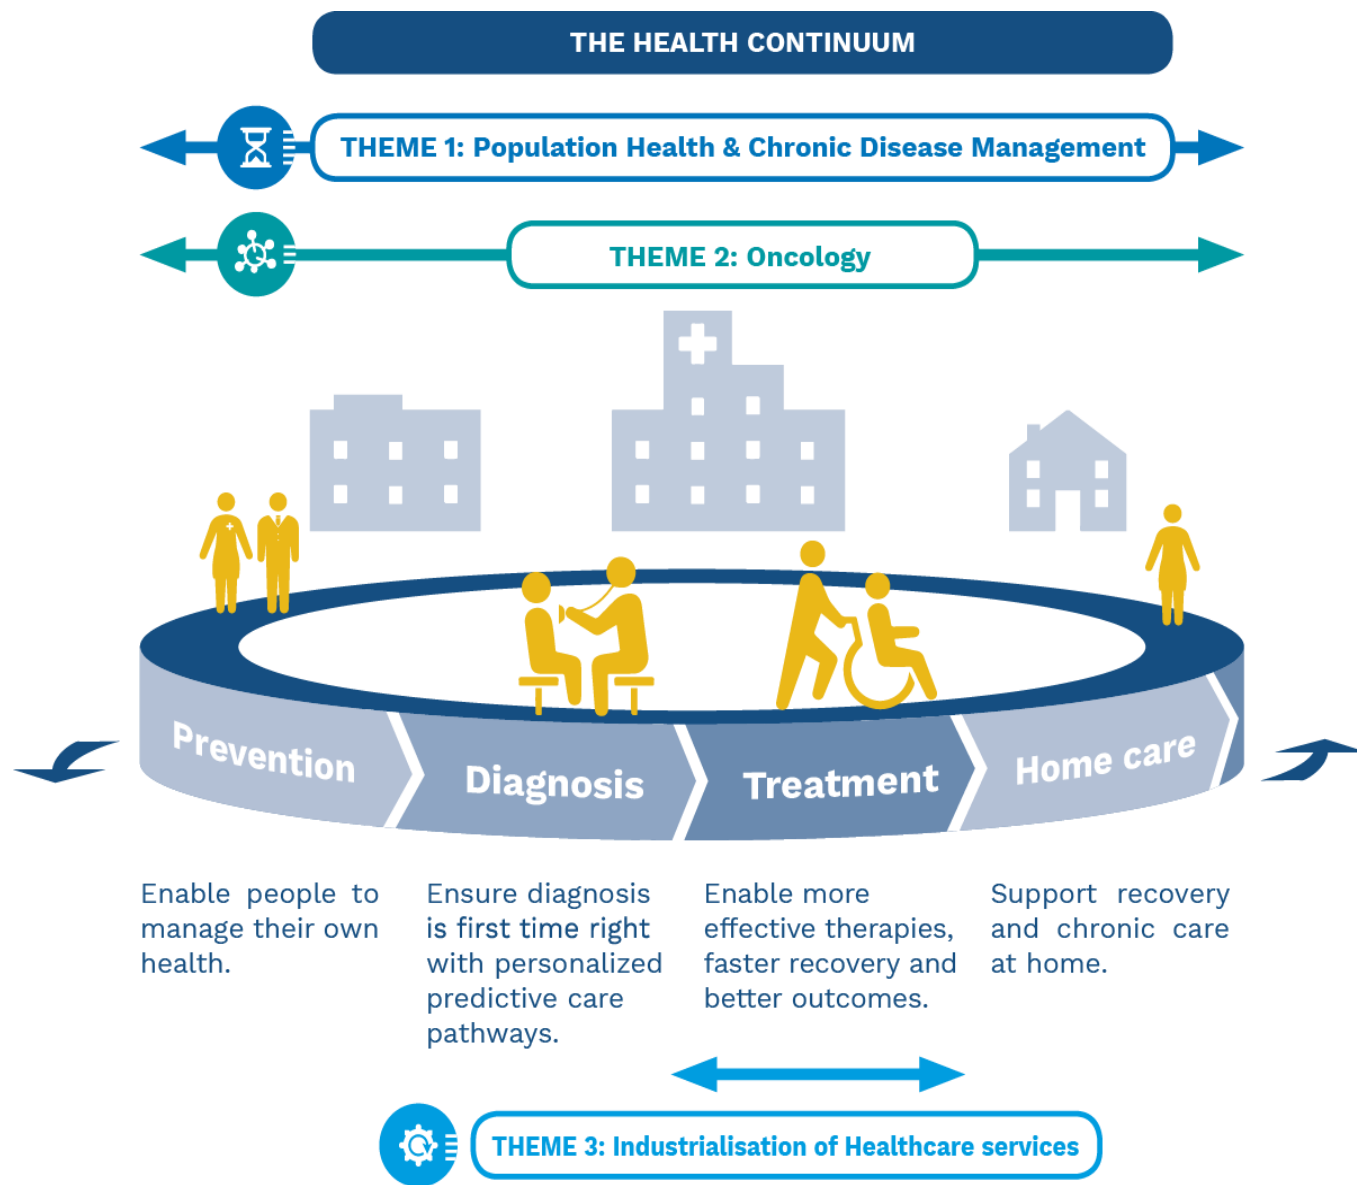 THE HEALTH CONTINUUM
THEME 1: Population Health & Chronic Disease Management
THEME 2: Oncology
Prevention
Diagnosis
Treatment
Home care
Enable people to
manage their own
health.
Ensure diagnosis
is first time right
with personalized
predictive care
pathways.
Enable more
effective therapies,
faster recovery and
better outcomes.
Support recovery
and chronic care
at home.
THEME 3: Industrialisation of Healthcare services